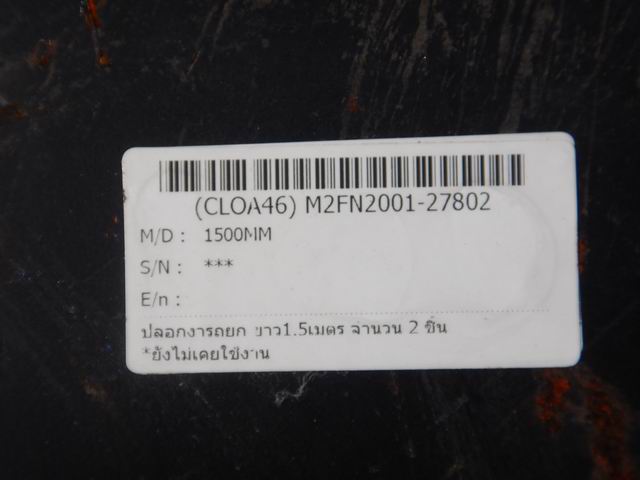 (CLOA46) M2FN2001-27802
M/D : 1500MM
S/N : ***
E/n :
ปลอกงารถยก ยาว1.5เมตร จำนวน 2 ชิ้น
*ยังไม่เคยใช้งาน